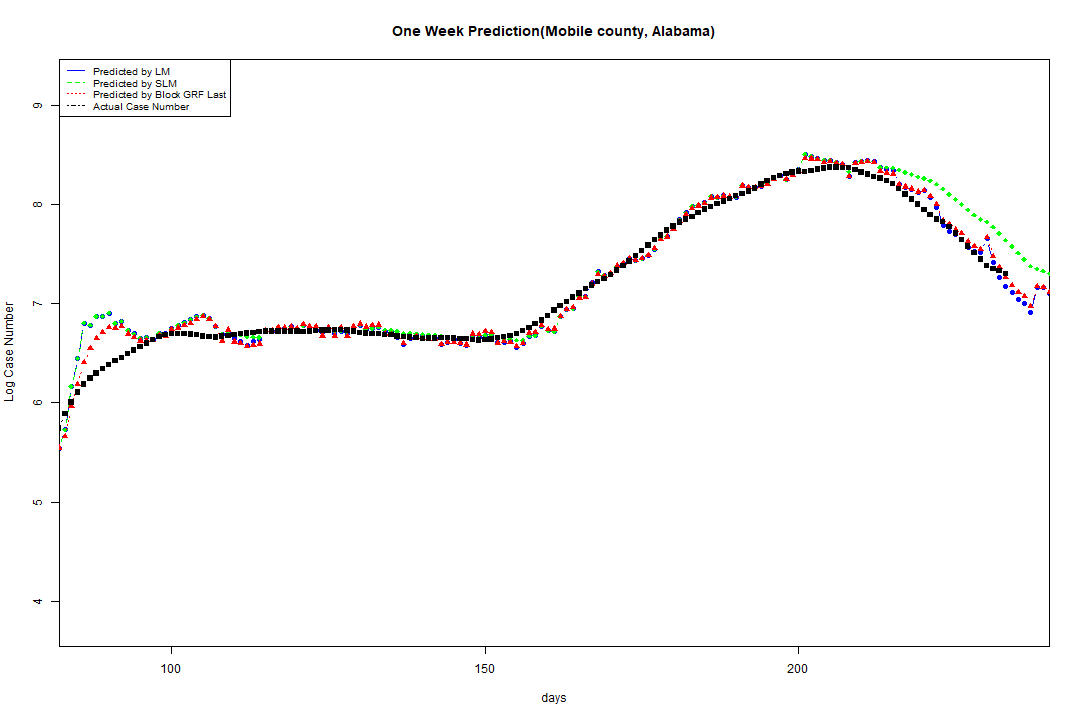 One Week Prediction(Mobile county, Alabama)
Predicted by LM
Predicted by SLM
Predicted by Block GRF Last
Actual Case Number
9
8
7
6
5
4
Log Case Number
100 150 200
days